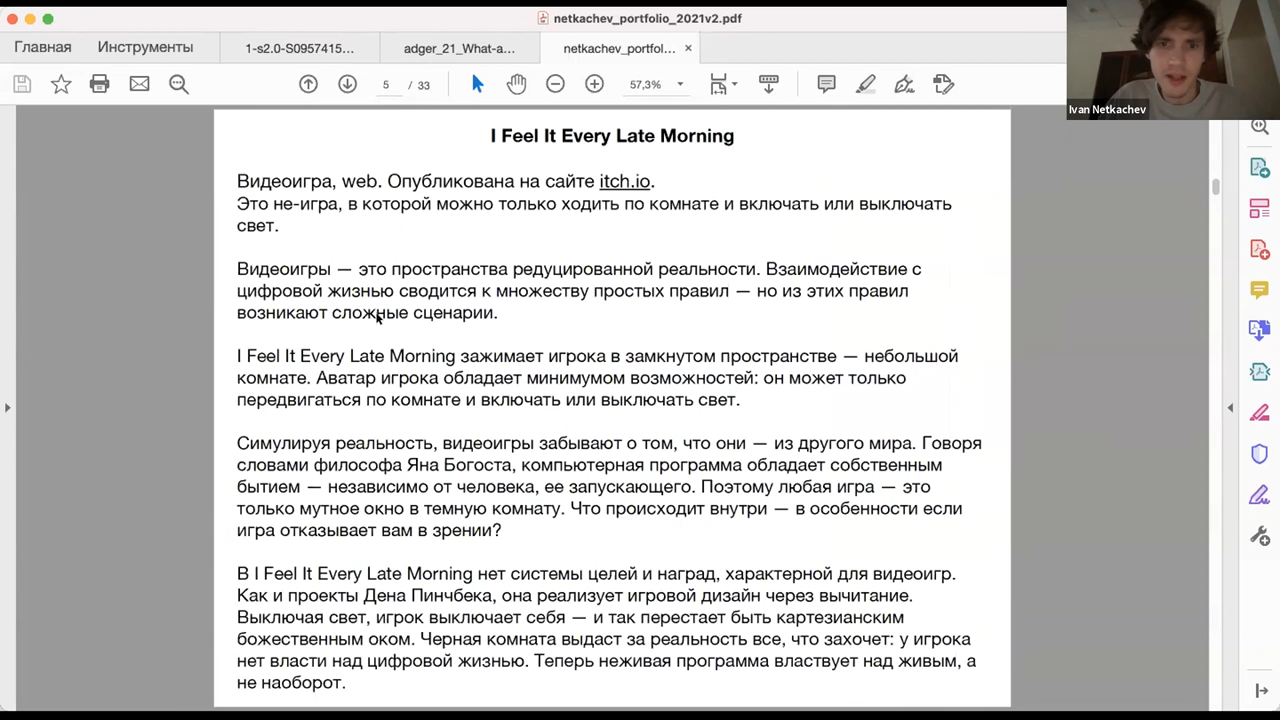 netkachev_portfolio_2021v2.pdf
Главная Инструменты 1-s2.0-S0957415... adger_21_What-a... netkachev_portfol... ×
5 / 33 57,3%
Ivan Netkachev
I Feel It Every Late Morning
Видеоигра, web. Опубликована на сайте itch.io.
Это не-игра, в которой можно только ходить по комнате и включать или выключать
свет.
Видеоигры — это пространства редуцированной реальности. Взаимодействие с
цифровой жизнью сводится к множеству простых правил — но из этих правил
возникают сложные сценарии.
I Feel It Every Late Morning зажимает игрока в замкнутом пространстве — небольшой
комнате. Аватар игрока обладает минимумом возможностей: он может только
передвигаться по комнате и включать или выключать свет.
Симулируя реальность, видеоигры забывают о том, что они — из другого мира. Говоря
словами философа Яна Богоста, компьютерная программа обладает собственным
бытием — независимо от человека, ее запускающего. Поэтому любая игра — это
только мутное окно в темную комнату. Что происходит внутри — в особенности если
игра отказывает вам в зрении?
В I Feel It Every Late Morning нет системы целей и наград, характерной для видеоигр.
Как и проекты Дена Пинчбека, она реализует игровой дизайн через вычитание.
Выключая свет, игрок выключает себя — и так перестает быть картезианским
божественным оком. Черная комната выдаст за реальность все, что захочет: у игрока
нет власти над цифровой жизнью. Теперь неживая программа властвует над живым, а
не наоборот.